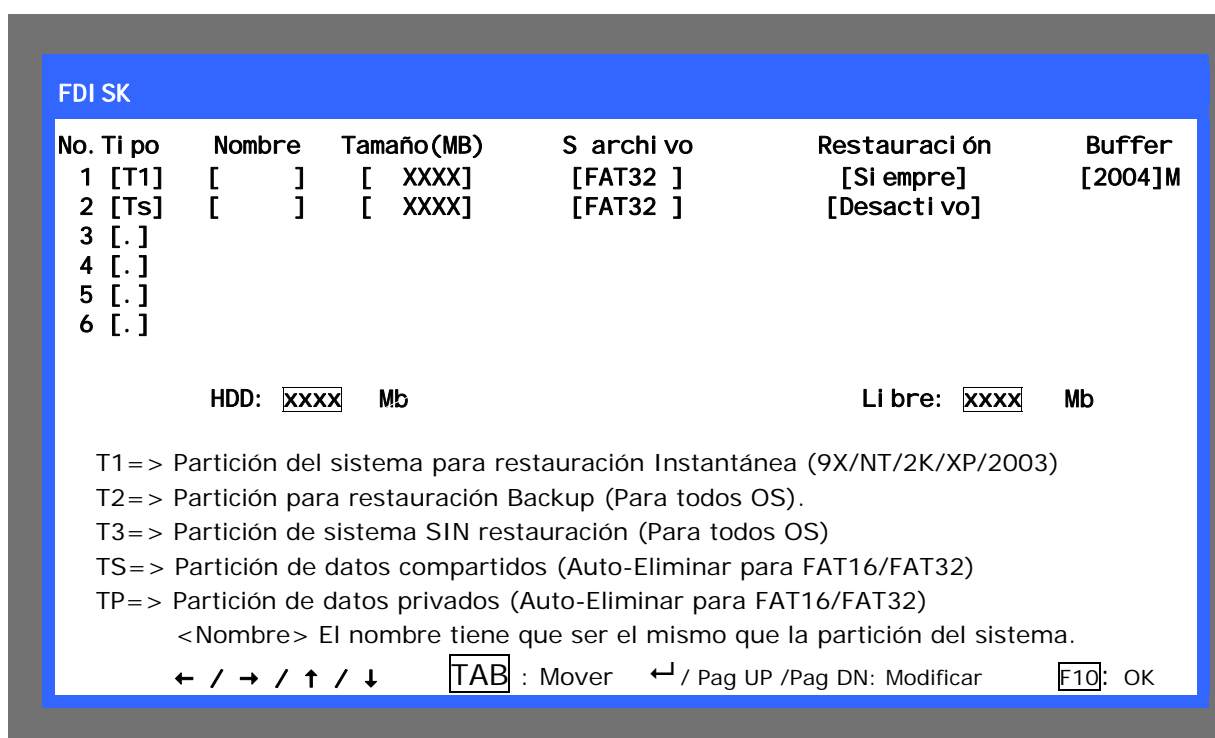 FDISK
No. Tipo Nombre Tamaño(MB) S archivo Restauración Buffer
1 [T1] [ ] [ XXXX] [FAT32 ] [Siempre] [2004]M
2 [Ts] [ ] [ XXXX] [FAT32 ] [Desactivo]
3 [.]
4 [.]
5 [.]
6 [.]
HDD: xxxx Mb Libre: xxxx Mb
T1=> Partición del sistema para restauración Instantánea (9X/NT/2K/XP/2003)
T2=> Partición para restauración Backup (Para todos OS).
T3=> Partición de sistema SIN restauración (Para todos OS)
TS=> Partición de datos compartidos (Auto-Eliminar para FAT16/FAT32)
TP=> Partición de datos privados (Auto-Eliminar para FAT16/FAT32)
<Nombre> El nombre tiene que ser el mismo que la partición del sistema.
← / → / ↑ / ↓ TAB : Mover ↵ / Pag UP /Pag DN: Modificar F10: OK